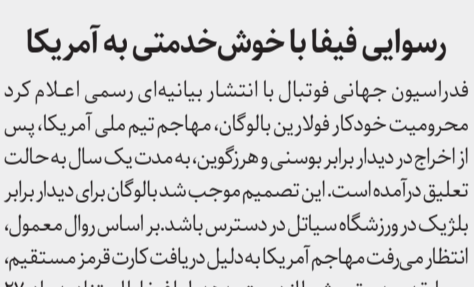 رسوایی فیفا با خوش‌خدمتی به آمریکا
فدراسیون جهانی فوتبال با انتشار بیانیه‌ای رسمی اعـلام کرد
محرومیت خودکار فولارین بالوگان، مهاجم تیم ملی آمریکا، پس
از اخراج در دیدار برابر بوسنی و هرزگوین، به مدت یک سال به حالت
تعلیق درآمده است. این تصمیم موجب شد بالوگان برای دیدار برابر
بلژیک در ورزشگاه سیاتل در دسترس باشد.بر اساس روال معمول،
انتظار می‌رفت مهاجم آمریکا به‌دلیل دریافت کارت قرمز مستقیم،